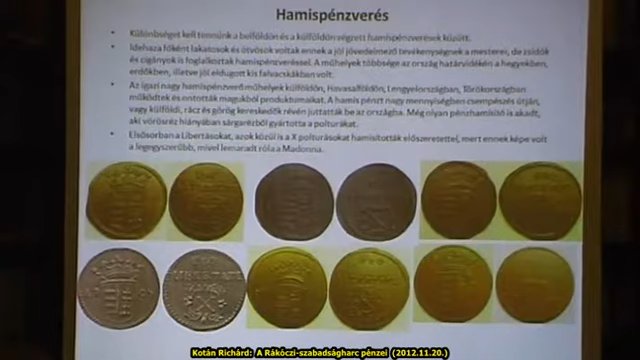 Hamispénzverés
• Különbséget kell tennünk a belföldön és a külföldön végzett hamispénzverések között.
• Idehaza főként lakatosok és ötvösök voltak ennek a jól jövedelmező tevékenységnek a mesterei, de zsidók
és cigányok is foglalkoztak hamispénzveréssel. A műhelyek többsége az ország határvidékén a hegyekben,
erdőkben, illetve jól eldugott kis falvacskákban volt.
• Az igazi nagy hamispénzverő műhelyek külföldön, Havasalföldön, Lengyelországban, Törökországban
működtek és ontották magukból penduktumaikat. A hamis pénzt nagy mennyiségben csempészés útján,
vagy külföldi, rácz és görög kereskedők révén juttatták be az országba. Még olyan pénzhamisító is akadt,
aki vörösréz hiányában sárgarézből gyártotta a polturákat.
• Elsősorban a Libertásokat, azok közül is a X polturásokat hamisították előszeretettel, mert ennek képe volt
a legegyszerűbb, mivel lemaradt róla a Madonna.
Kotán Richárd: A Rákóczi-szabadságharc pénzei (2012.11.20.)